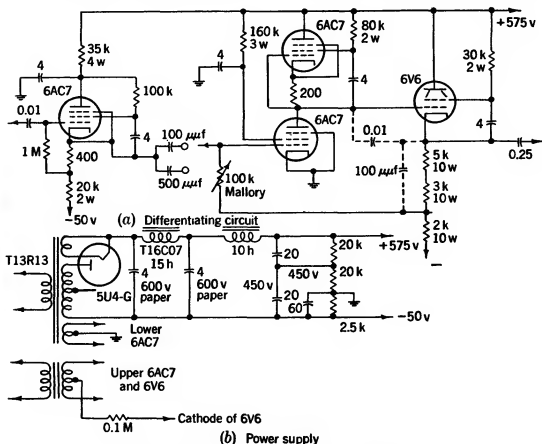 +575 v
35 k
4 w
4
6AC7
100 k
0.01
4
1 M
400
20 k
2 w
−50 v
100 μμf
500 μμf
160 k
3 w
4
6AC7
80 k
2 w
4
200
6AC7
100 k
Mallory
0.01
100 μμf
6V6
30 k
2 w
4
0.25
5 k
10 w
3 k
10 w
2 k
10 w
−
(a) Differentiating circuit
T13R13
5U4-G
T16C07
15 h
10 h
4
600 v
paper
4
600 v
paper
20
450 v
450 v
20
60
20 k
20 k
2.5 k
+575 v
−50 v
Lower
6AC7
Upper 6AC7
and 6V6
0.1 M
Cathode of 6V6
(b) Power supply